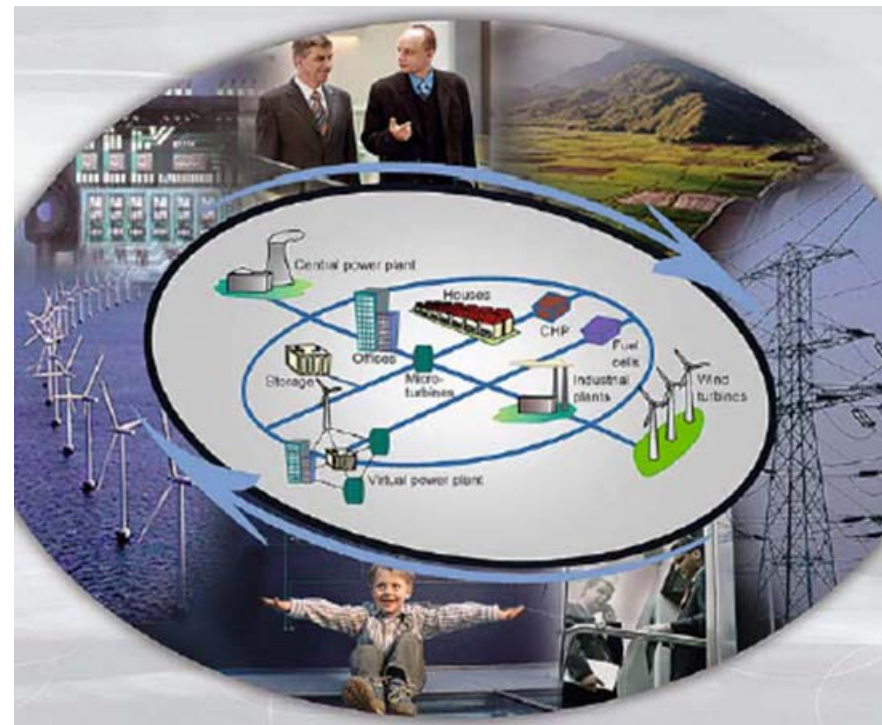 Central power plant
Houses
Offices
CHP
Fuel
cells
Storage
Micro-
turbines
Industrial
plants
Wind
turbines
Virtual power plant